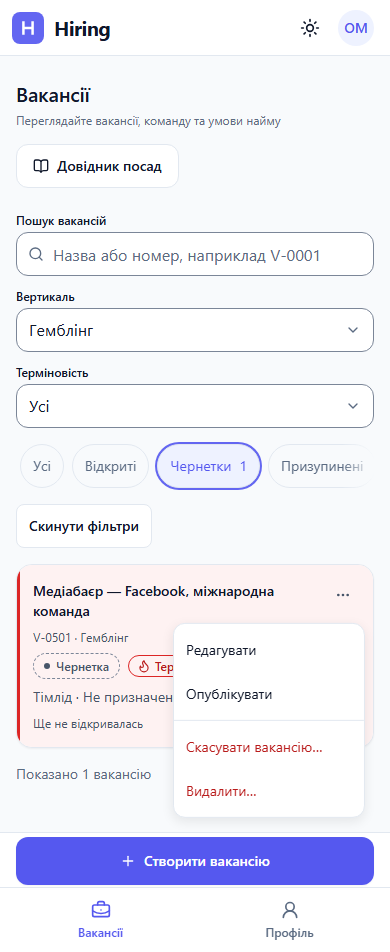 H Hiring OM
Вакансії
Переглядайте вакансії, команду та умови найму
Довідник посад
Пошук вакансій
Назва або номер, наприклад V-0001
Вертикаль
Гемблінг
Терміновість
Усі
Усі Відкриті Чернетки 1 Призупинені
Скинути фільтри
Медіабаєр — Facebook, міжнародна
команда
V-0501 · Гемблінг
Чернетка
Тімлід · Не призначен
Ще не відкривалась
Редагувати
Опублікувати
Скасувати вакансію...
Видалити...
Показано 1 вакансію
+ Створити вакансію
Вакансії Профіль